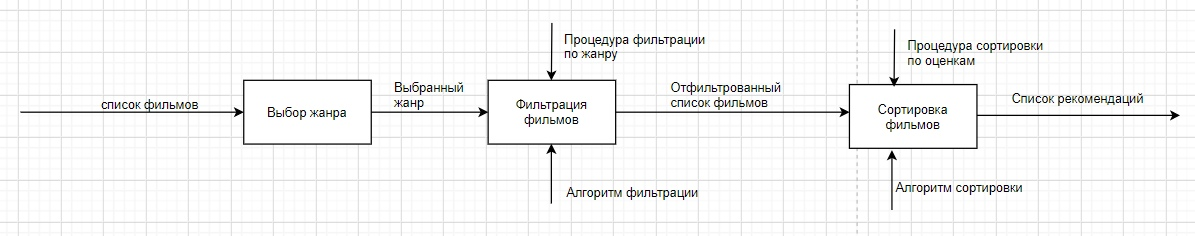 список фильмов
Выбор жанра
Выбранный
жанр
Процедура фильтрации
по жанру
Фильтрация
фильмов
Алгоритм фильтрации
Отфильтрованный
список фильмов
Процедура сортировки
по оценкам
Сортировка
фильмов
Алгоритм сортировки
Список рекомендаций